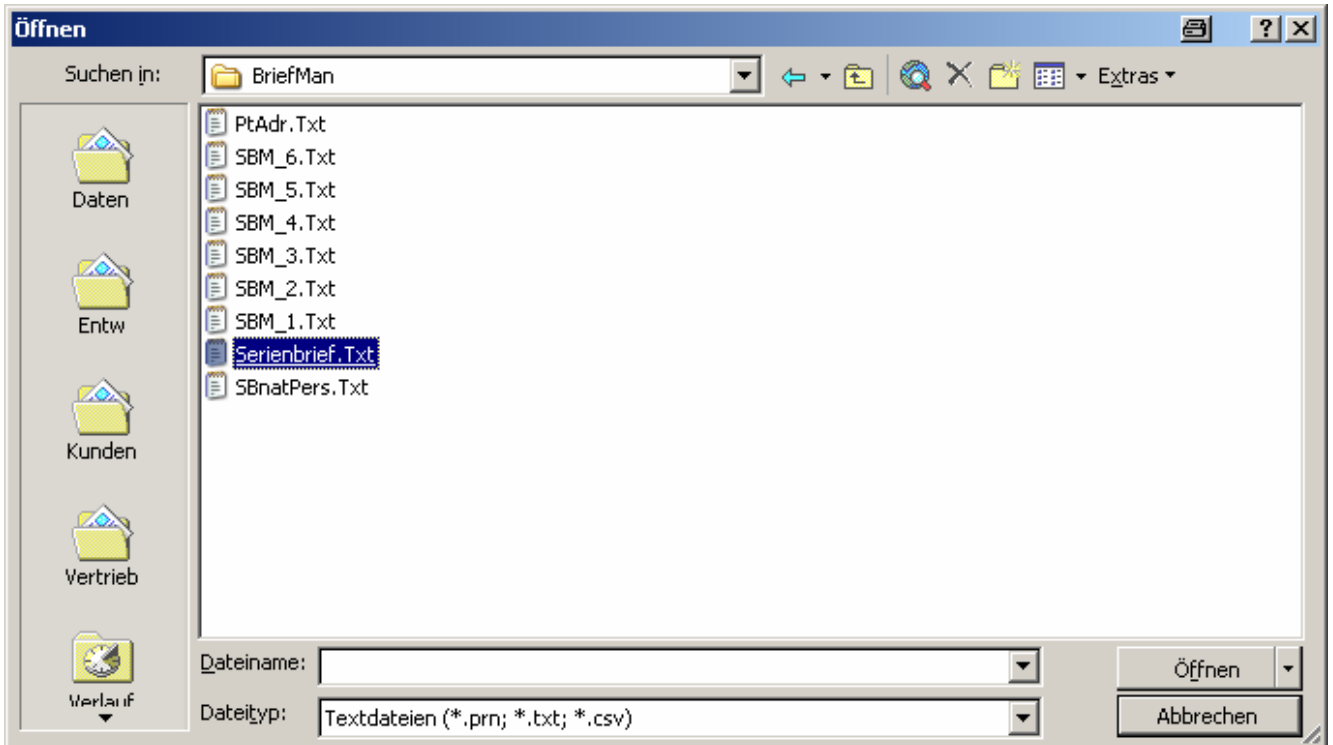 Öffnen
Suchen in: BriefMan Extras
PtAdr.Txt
SBM_6.Txt
SBM_5.Txt
SBM_4.Txt
SBM_3.Txt
SBM_2.Txt
SBM_1.Txt
Serienbrief.Txt
SBnatPers.Txt
Daten
Entw
Kunden
Vertrieb
Verlauf
Dateiname: Öffnen
Dateityp: Textdateien (*.prn; *.txt; *.csv) Abbrechen